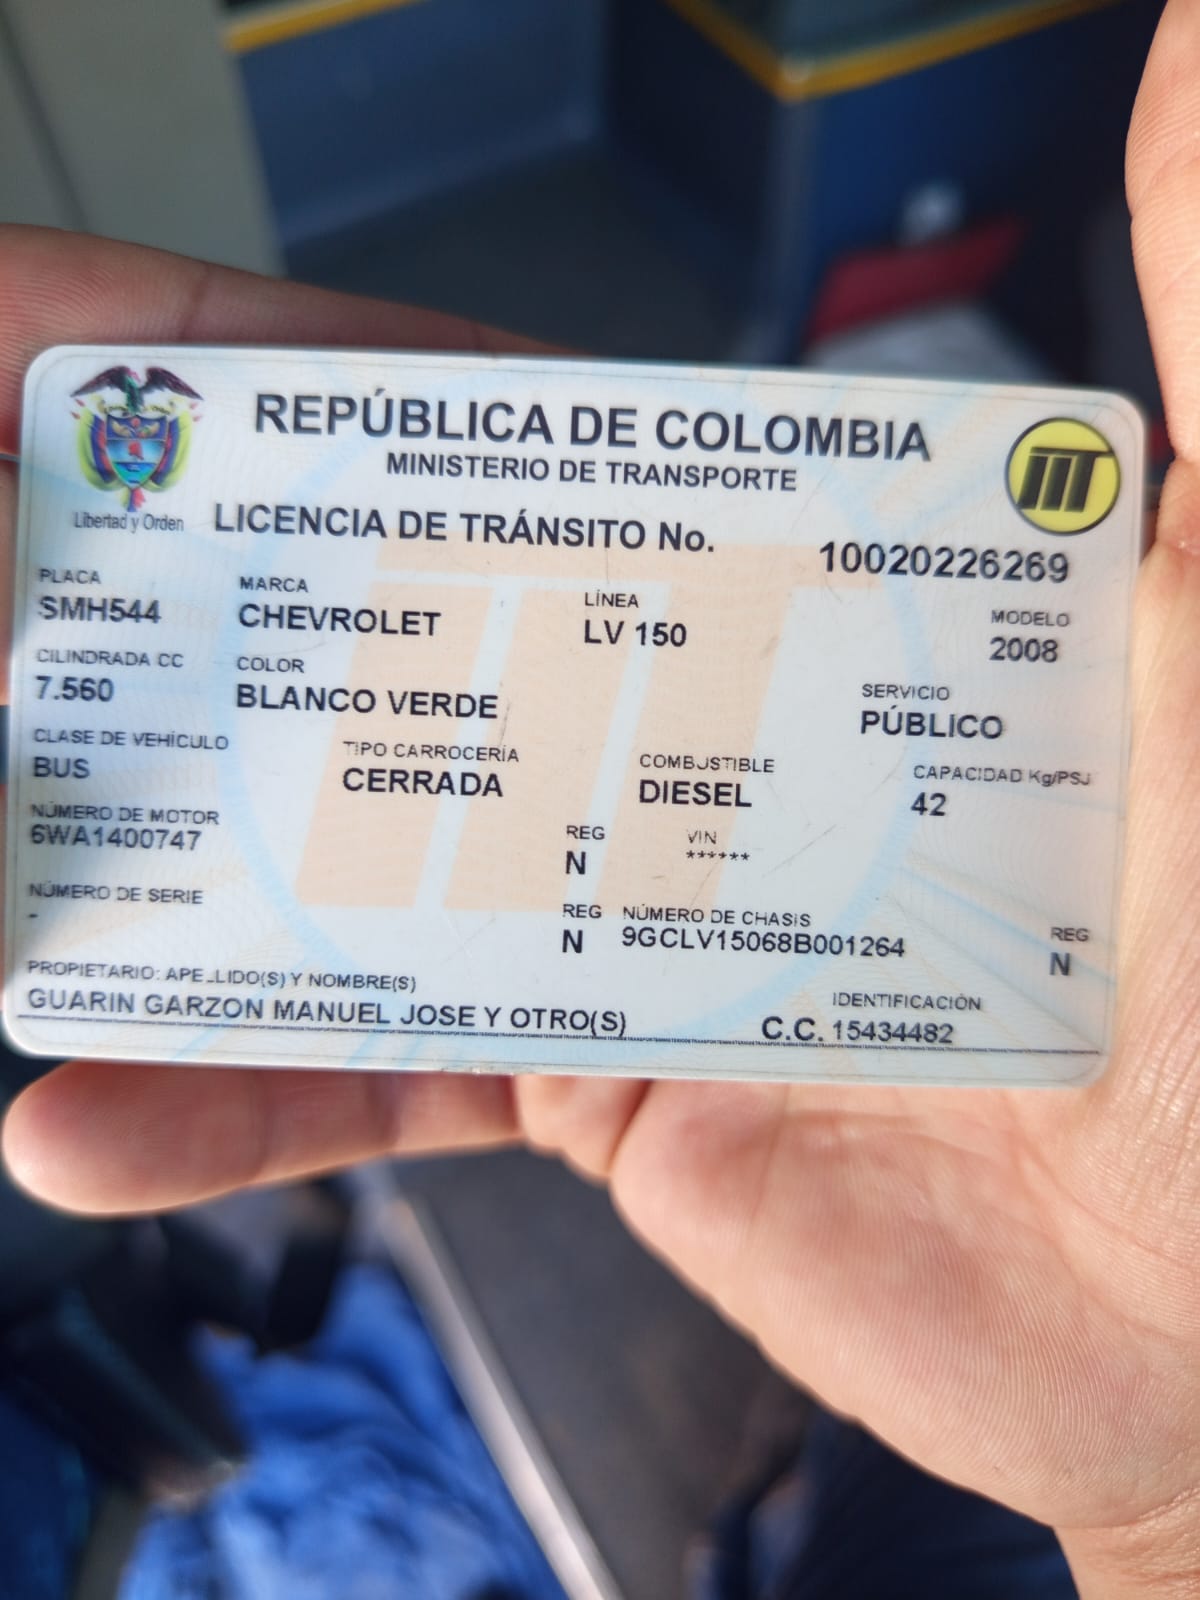 REPÚBLICA DE COLOMBIA
MINISTERIO DE TRANSPORTE
Libertad y Orden
LICENCIA DE TRÁNSITO No. 10020226269
PLACA MARCA LÍNEA MODELO
SMH544 CHEVROLET LV 150 2008
CILINDRADA CC COLOR SERVICIO
7.560 BLANCO VERDE PÚBLICO
CLASE DE VEHÍCULO TIPO CARROCERÍA COMBUSTIBLE CAPACIDAD Kg/PSJ
BUS CERRADA DIESEL 42
NÚMERO DE MOTOR REG VIN
6WA1400747 N ******
NÚMERO DE SERIE REG NÚMERO DE CHASIS REG
- N 9GCLV15068B001264 N
PROPIETARIO: APELLIDO(S) Y NOMBRE(S) IDENTIFICACIÓN
GUARIN GARZON MANUEL JOSE Y OTRO(S) C.C. 15434482